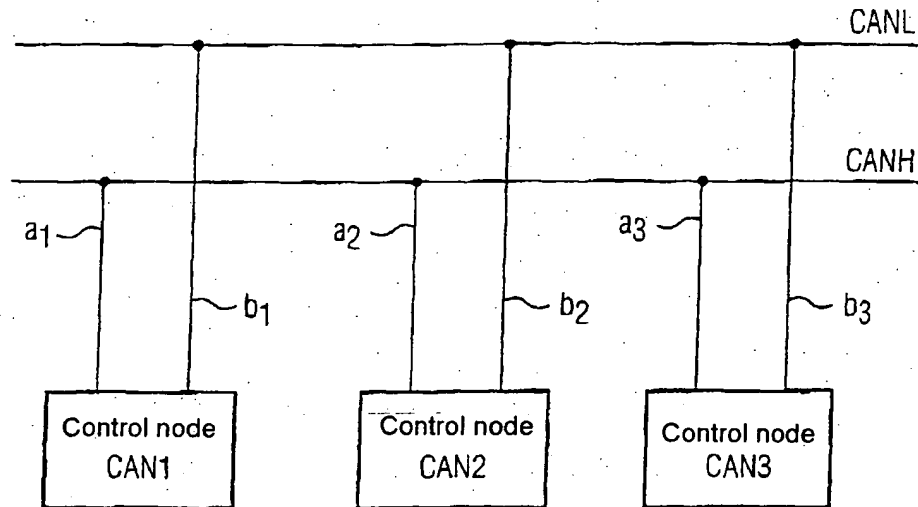 CANL
CANH
a1
a2
a3
b1
b2
b3
Control node
CAN1
Control node
CAN2
Control node
CAN3